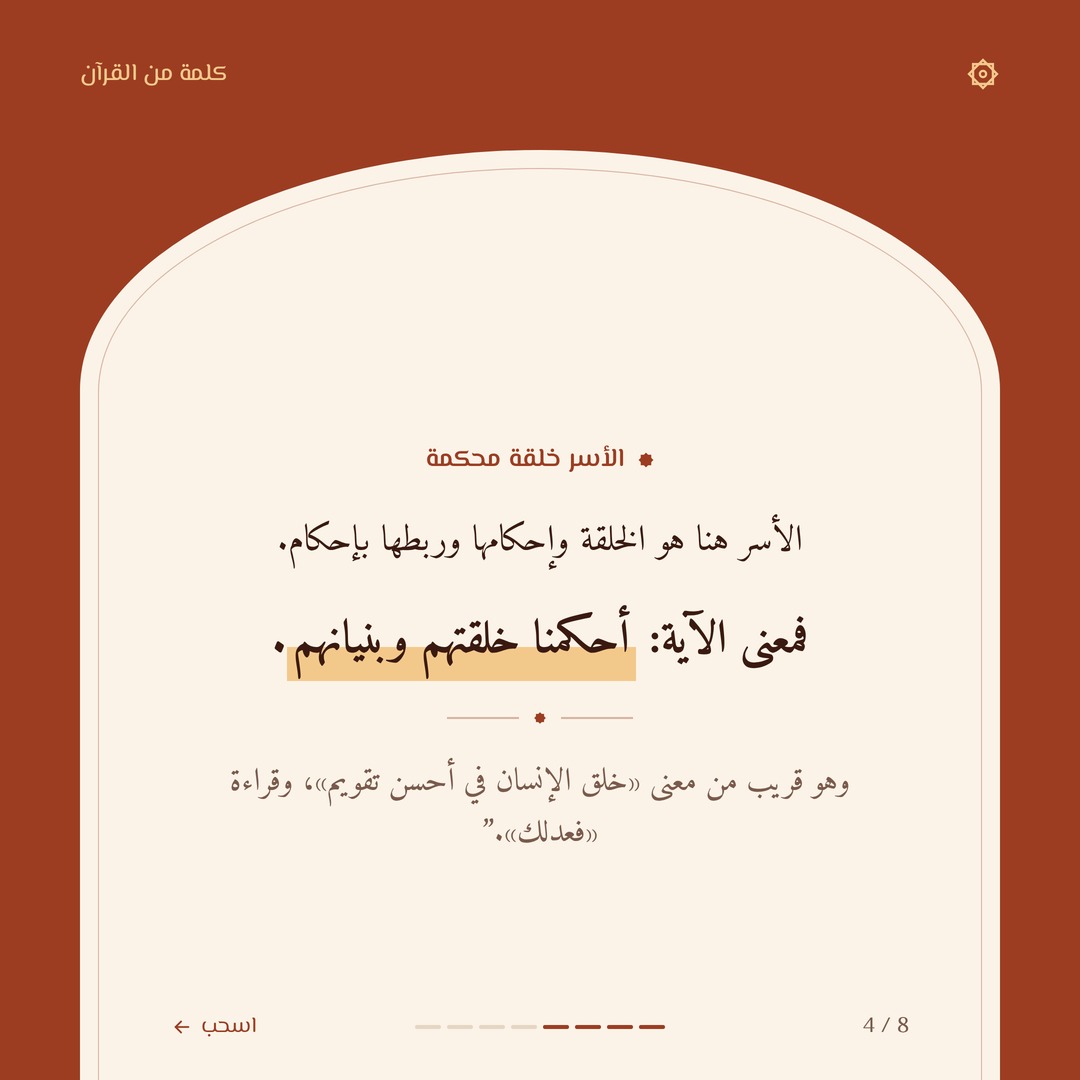 كلمة من القرآن
الأسر خلقة محكمة
الأسر هنا هو الخلقة وإحكامها وربطها بإحكام.
فمعنى الآية: أحكمنا خلقتهم وبنيانهم.
وهو قريب من معنى «خلق الإنسان في أحسن تقويم»، وقراءة
«فعدلك».”
4 / 8
اسحب ←